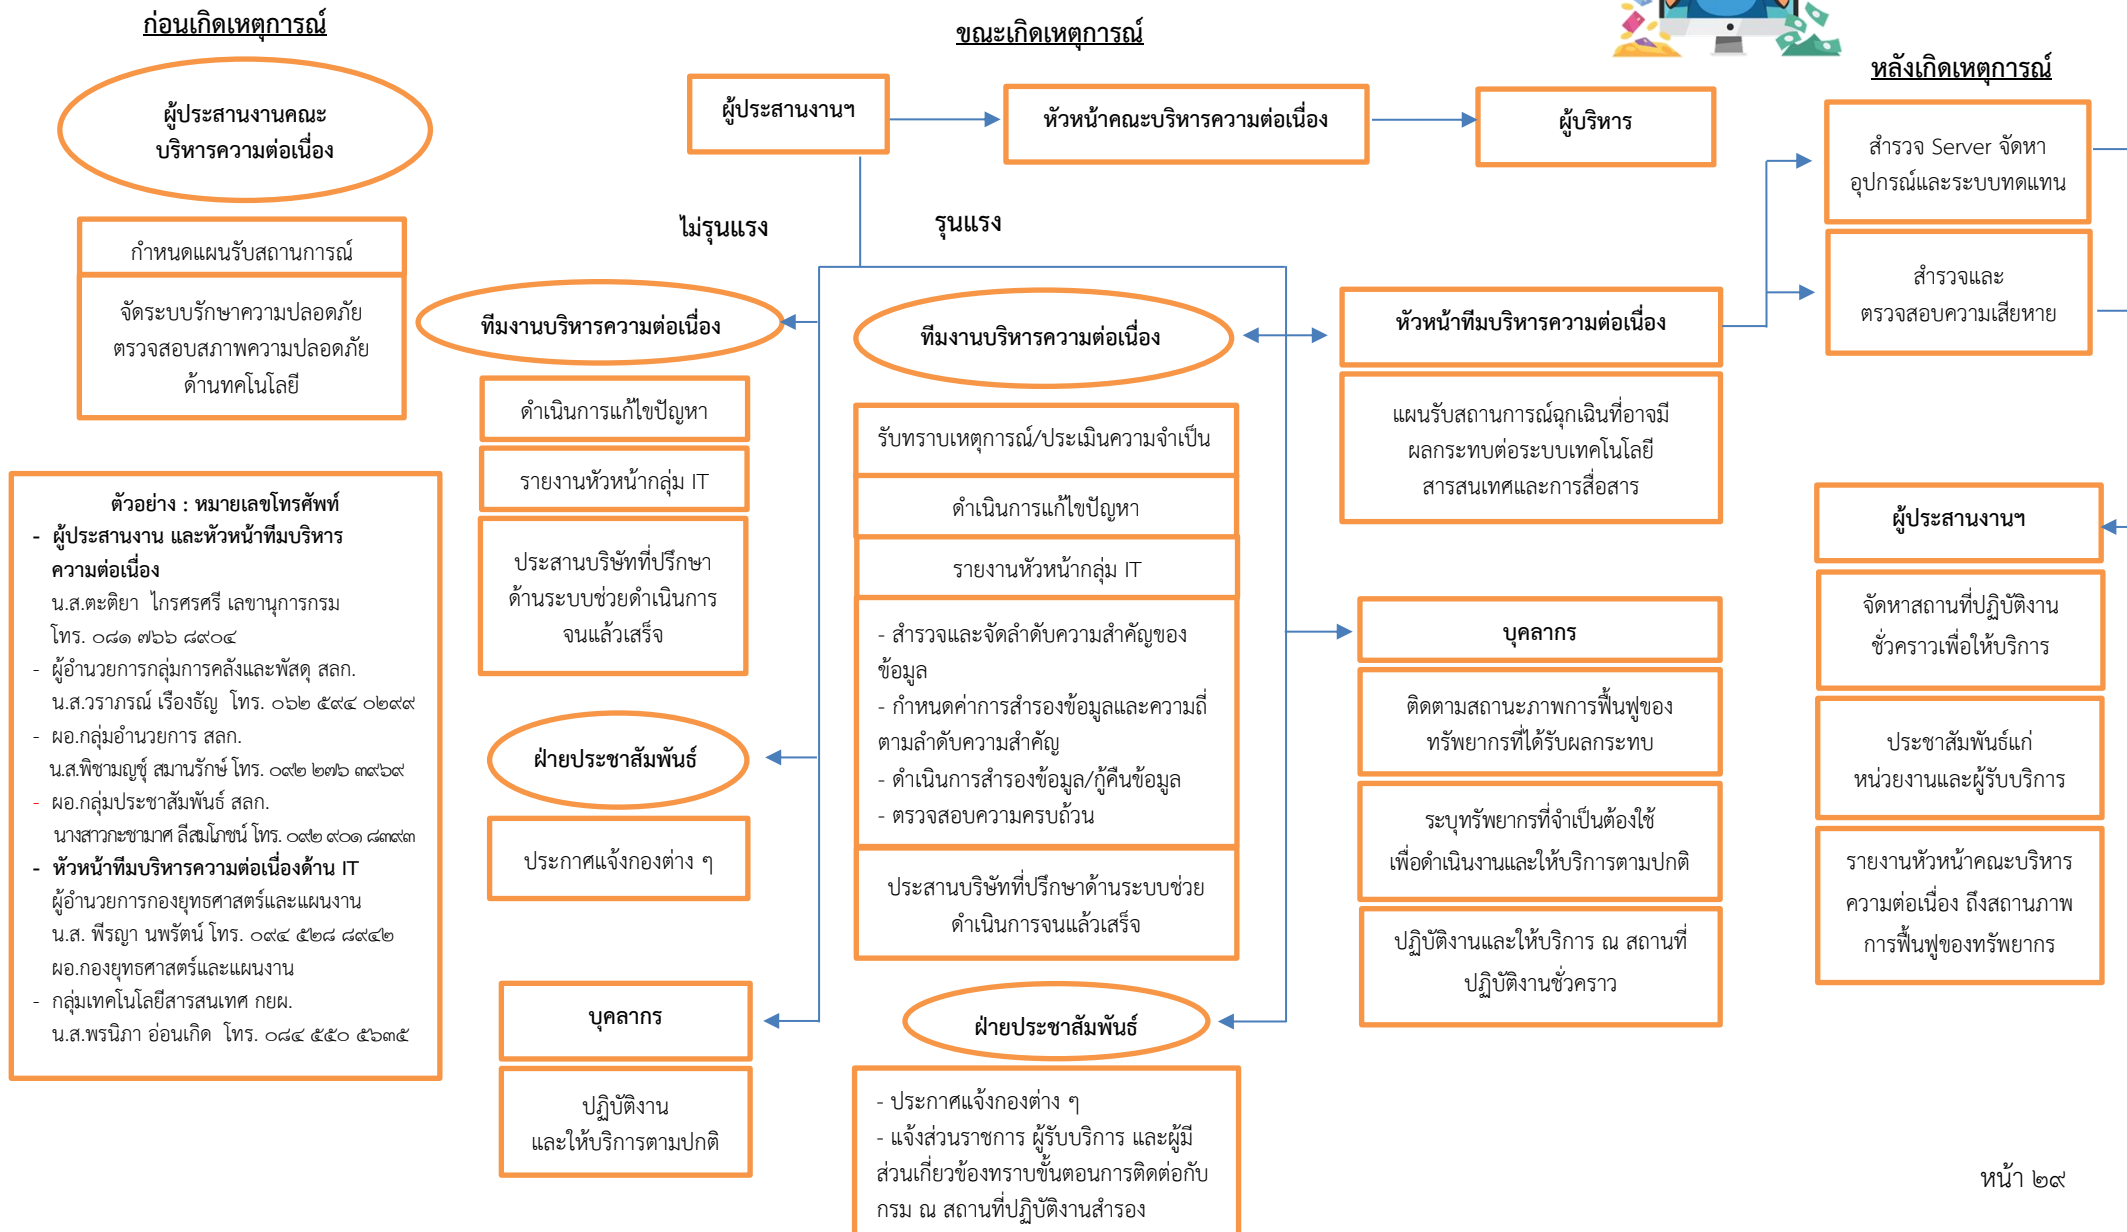 ก่อนเกิดเหตุการณ์
ผู้ประสานงานคณะ
บริหารความต่อเนื่อง
กำหนดแผนรับสถานการณ์
จัดระบบรักษาความปลอดภัย
ตรวจสอบสภาพความปลอดภัย
ด้านทคโนโลยี
ตัวอย่าง : หมายเลขโทรศัพท์
- ผู้ประสานงาน และหัวหน้าทีมบริหาร
ความต่อเนื่อง
น.ส.ตะติยา ไกรศรศรี เลขานุการกรม
โทร. ๐๘๑ ๗๖๖ ๘๙๐๔
- ผู้อำนวยการกลุ่มการคลังและพัสดุ สลก.
น.ส.วราภรณ์ เรืองธัญ โทร. ๐๖๒ ๕๙๔ ๐๒๙๙
- ผอ.กลุ่มอำนวยการ สลก.
น.ส.พิชามญชุ์ สมานรักษ์ โทร. ๐๙๒ ๒๗๖ ๓๙๖๙
- ผอ.กลุ่มประชาสัมพันธ์ สลก.
นางสาวกะชามาศ ลีสมโภชน์ โทร. ๐๙๒ ๙๐๑ ๘๓๙๓
- หัวหน้าทีมบริหารความต่อเนื่องด้าน IT
ผู้อำนวยการกองยุทธศาสตร์และแผนงาน
น.ส. พีรญา นพรัตน์ โทร. ๐๙๔ ๕๒๘ ๘๙๔๒
ผอ.กองยุทธศาสตร์และแผนงาน
- กลุ่มเทคโนโลยีสารสนเทศ กยผ.
น.ส.พรนิภา อ่อนเกิด โทร. ๐๘๔ ๕๕๐ ๕๖๓๕
ขณะเกิดเหตุการณ์
ผู้ประสานงานฯ
หัวหน้าคณะบริหารความต่อเนื่อง
ผู้บริหาร
ไม่รุนแรง
รุนแรง
ทีมงานบริหารความต่อเนื่อง
ดำเนินการแก้ไขปัญหา
รายงานหัวหน้ากลุ่ม IT
ประสานบริษัทที่ปรึกษา
ด้านระบบช่วยดำเนินการ
จนแล้วเสร็จ
ฝ่ายประชาสัมพันธ์
ประกาศแจ้งกองต่าง ๆ
บุคลากร
ปฏิบัติงาน
และให้บริการตามปกติ
ทีมงานบริหารความต่อเนื่อง
รับทราบเหตุการณ์/ประเมินความจำเป็น
ดำเนินการแก้ไขปัญหา
รายงานหัวหน้ากลุ่ม IT
- สำรวจและจัดลำดับความสำคัญของ
ข้อมูล
- กำหนดค่าการสำรองข้อมูลและความถี่
ตามลำดับความสำคัญ
- ดำเนินการสำรองข้อมูล/กู้คืนข้อมูล
- ตรวจสอบความครบถ้วน
ประสานบริษัทที่ปรึกษาด้านระบบช่วย
ดำเนินการจนแล้วเสร็จ
ฝ่ายประชาสัมพันธ์
- ประกาศแจ้งกองต่าง ๆ
- แจ้งส่วนราชการ ผู้รับบริการ และผู้มี
ส่วนเกี่ยวข้องทราบขั้นตอนการติดต่อกับ
กรม ณ สถานที่ปฏิบัติงานสำรอง
หัวหน้าทีมบริหารความต่อเนื่อง
แผนรับสถานการณ์ฉุกเฉินที่อาจมี
ผลกระทบต่อระบบเทคโนโลยี
สารสนเทศและการสื่อสาร
บุคลากร
ติดตามสถานะภาพการฟื้นฟูของ
ทรัพยากรที่ได้รับผลกระทบ
ระบุทรัพยากรที่จำเป็นต้องใช้
เพื่อดำเนินงานและให้บริการตามปกติ
ปฏิบัติงานและให้บริการ ณ สถานที่
ปฏิบัติงานชั่วคราว
หลังเกิดเหตุการณ์
สำรวจ Server จัดหา
อุปกรณ์และระบบทดแทน
สำรวจและ
ตรวจสอบความเสียหาย
ผู้ประสานงานฯ
จัดหาสถานที่ปฏิบัติงาน
ชั่วคราวเพื่อให้บริการ
ประชาสัมพันธ์แก่
หน่วยงานและผู้รับบริการ
รายงานหัวหน้าคณะบริหาร
ความต่อเนื่อง ถึงสถานภาพ
การฟื้นฟูของทรัพยากร
หน้า ๒๙